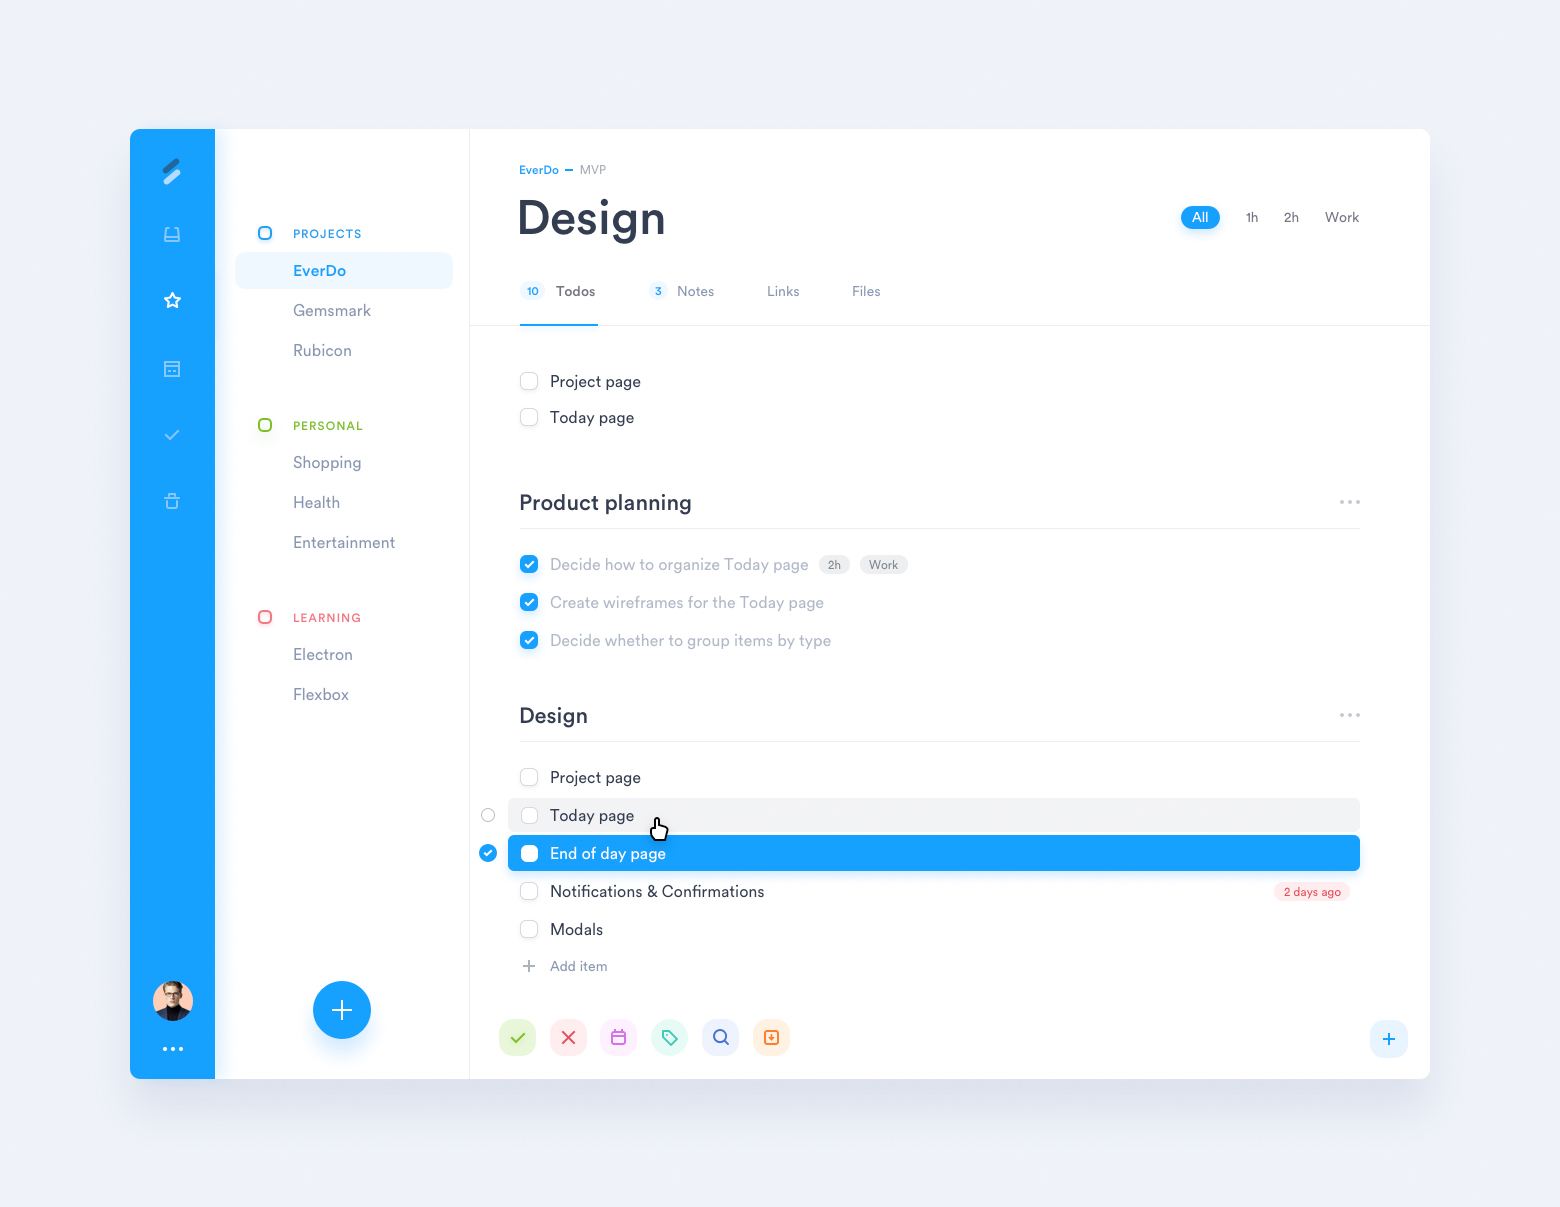 PROJECTS
EverDo
Gemsmark
Rubicon
PERSONAL
Shopping
Health
Entertainment
LEARNING
Electron
Flexbox
EverDo — MVP
Design
All 1h 2h Work
10 Todos 3 Notes Links Files
Project page
Today page
Product planning
Decide how to organize Today page 2h Work
Create wireframes for the Today page
Decide whether to group items by type
Design
Project page
Today page
End of day page
Notifications & Confirmations 2 days ago
Modals
Add item